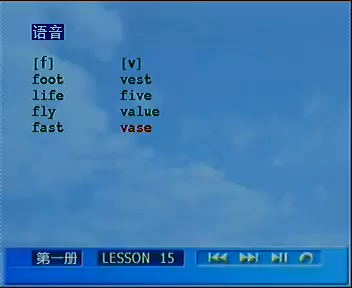 语音
[f] [v]
foot vest
life five
fly value
fast vase
第一册 LESSON 15